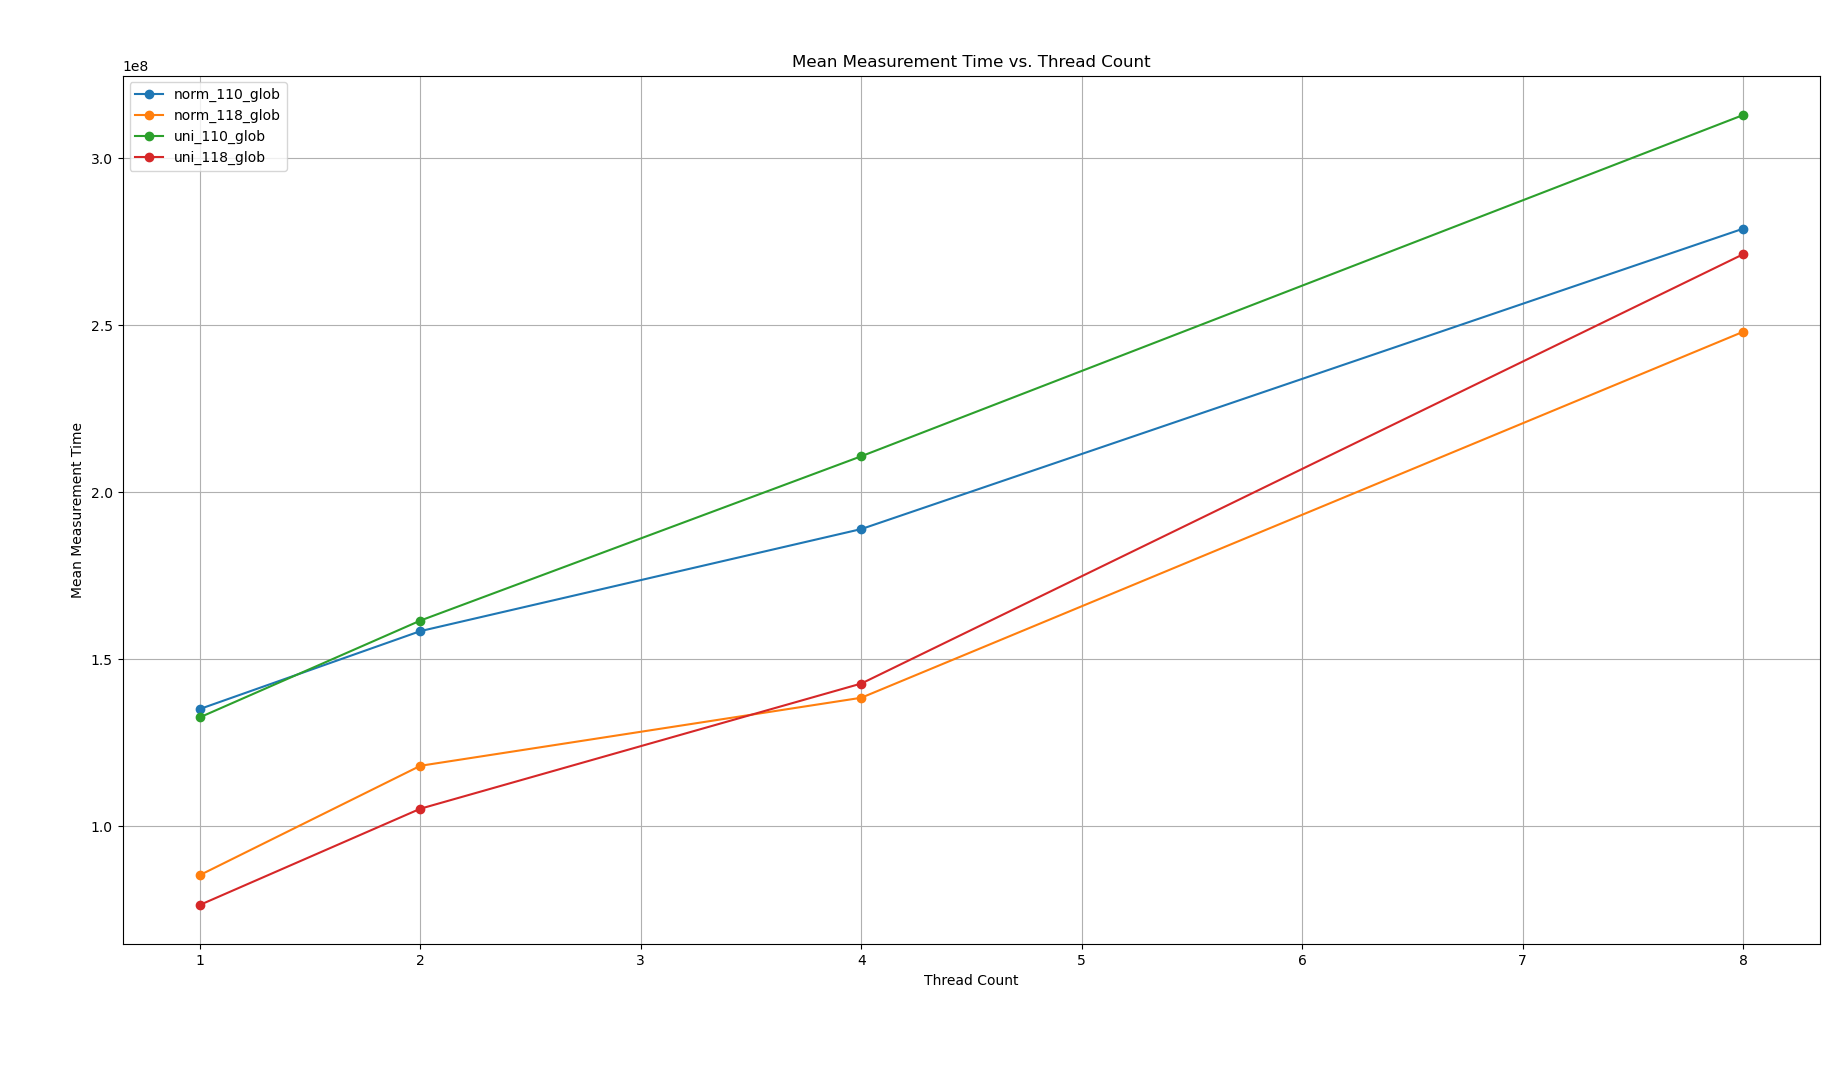 Mean Measurement Time vs. Thread Count
1e8
norm_110_glob
norm_118_glob
uni_110_glob
uni_118_glob
3.0
2.5
2.0
1.5
1.0
Mean Measurement Time
1 2 3 4 5 6 7 8
Thread Count